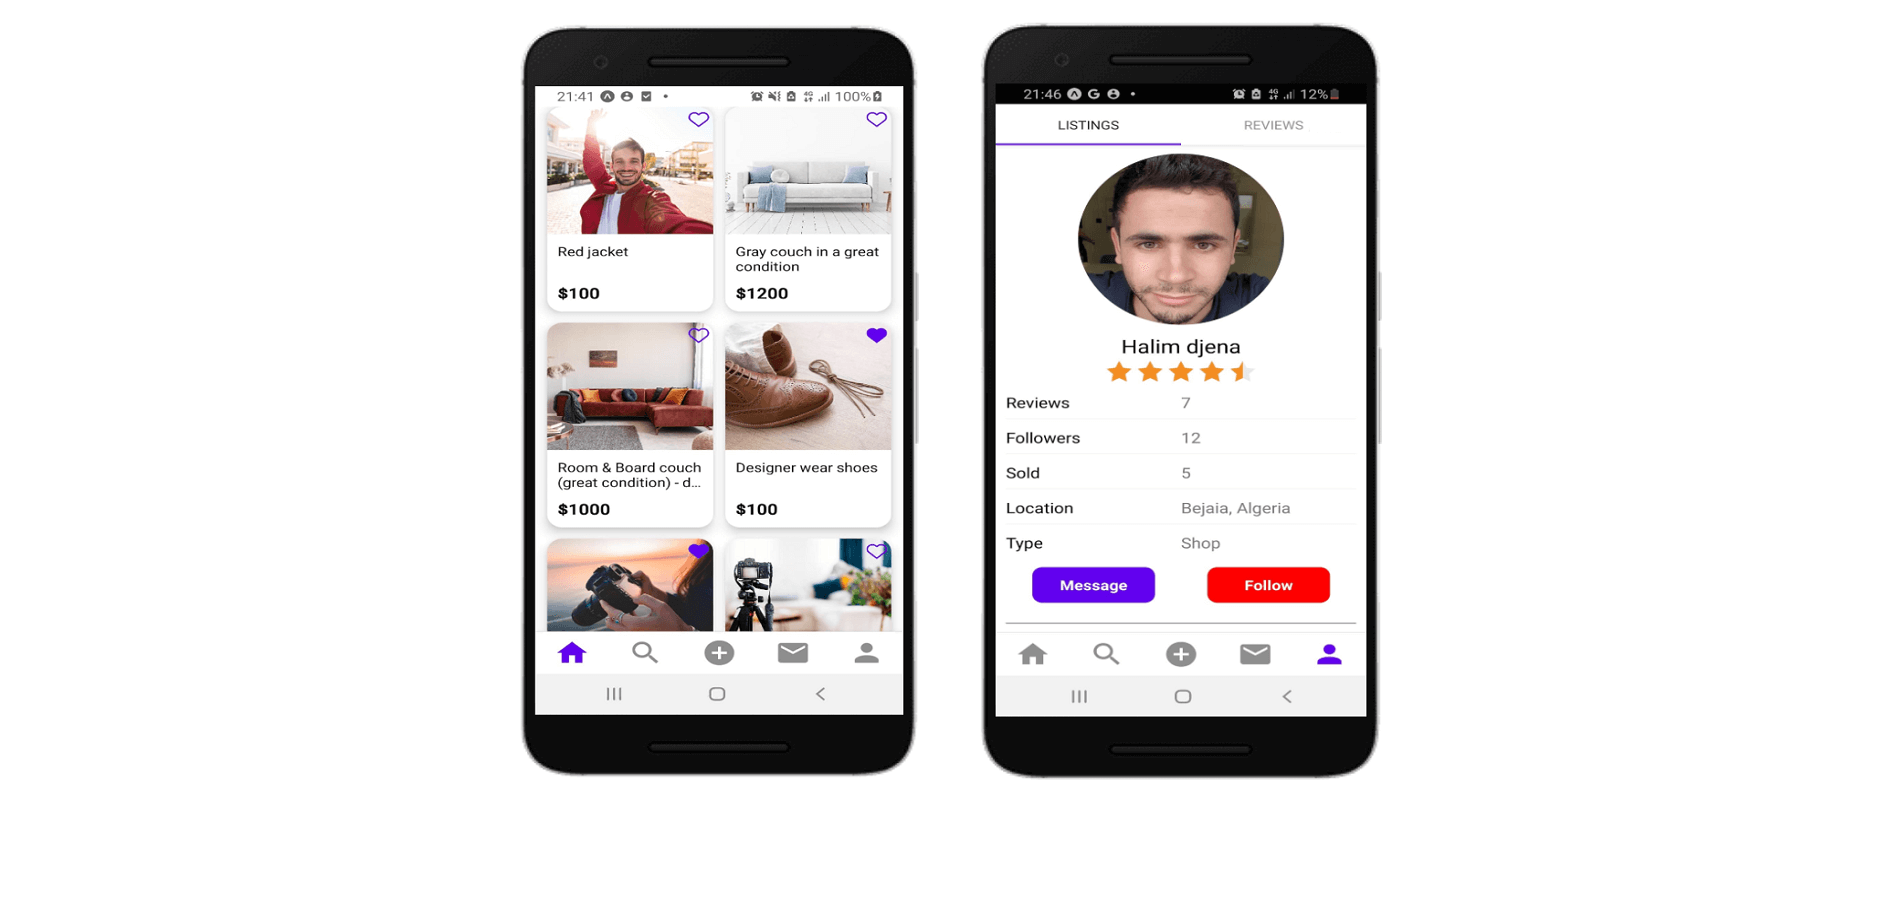 21:41
100%
Red jacket
$100
Gray couch in a great
condition
$1200
Room & Board couch
(great condition) - d...
$1000
Designer wear shoes
$100
21:46 G
4G 12%
LISTINGS
REVIEWS
Halim djena
Reviews 7
Followers 12
Sold 5
Location Bejaia, Algeria
Type Shop
Message
Follow